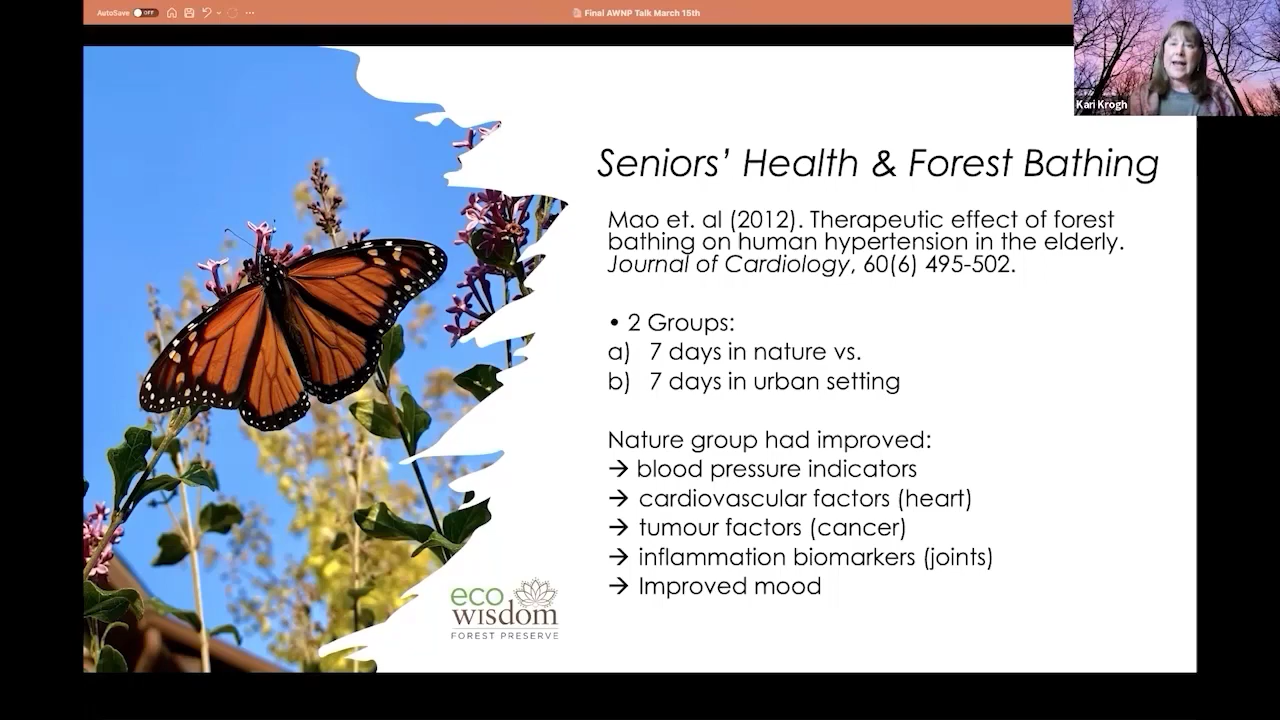 AutoSave OFF
Final AWNP Talk March 15th
Kari Krogh
Seniors’ Health & Forest Bathing
Mao et. al (2012). Therapeutic effect of forest
bathing on human hypertension in the elderly.
Journal of Cardiology, 60(6) 495-502.
• 2 Groups:
a) 7 days in nature vs.
b) 7 days in urban setting
Nature group had improved:
→ blood pressure indicators
→ cardiovascular factors (heart)
→ tumour factors (cancer)
→ inflammation biomarkers (joints)
→ Improved mood
eco
wisdom
FOREST PRESERVE